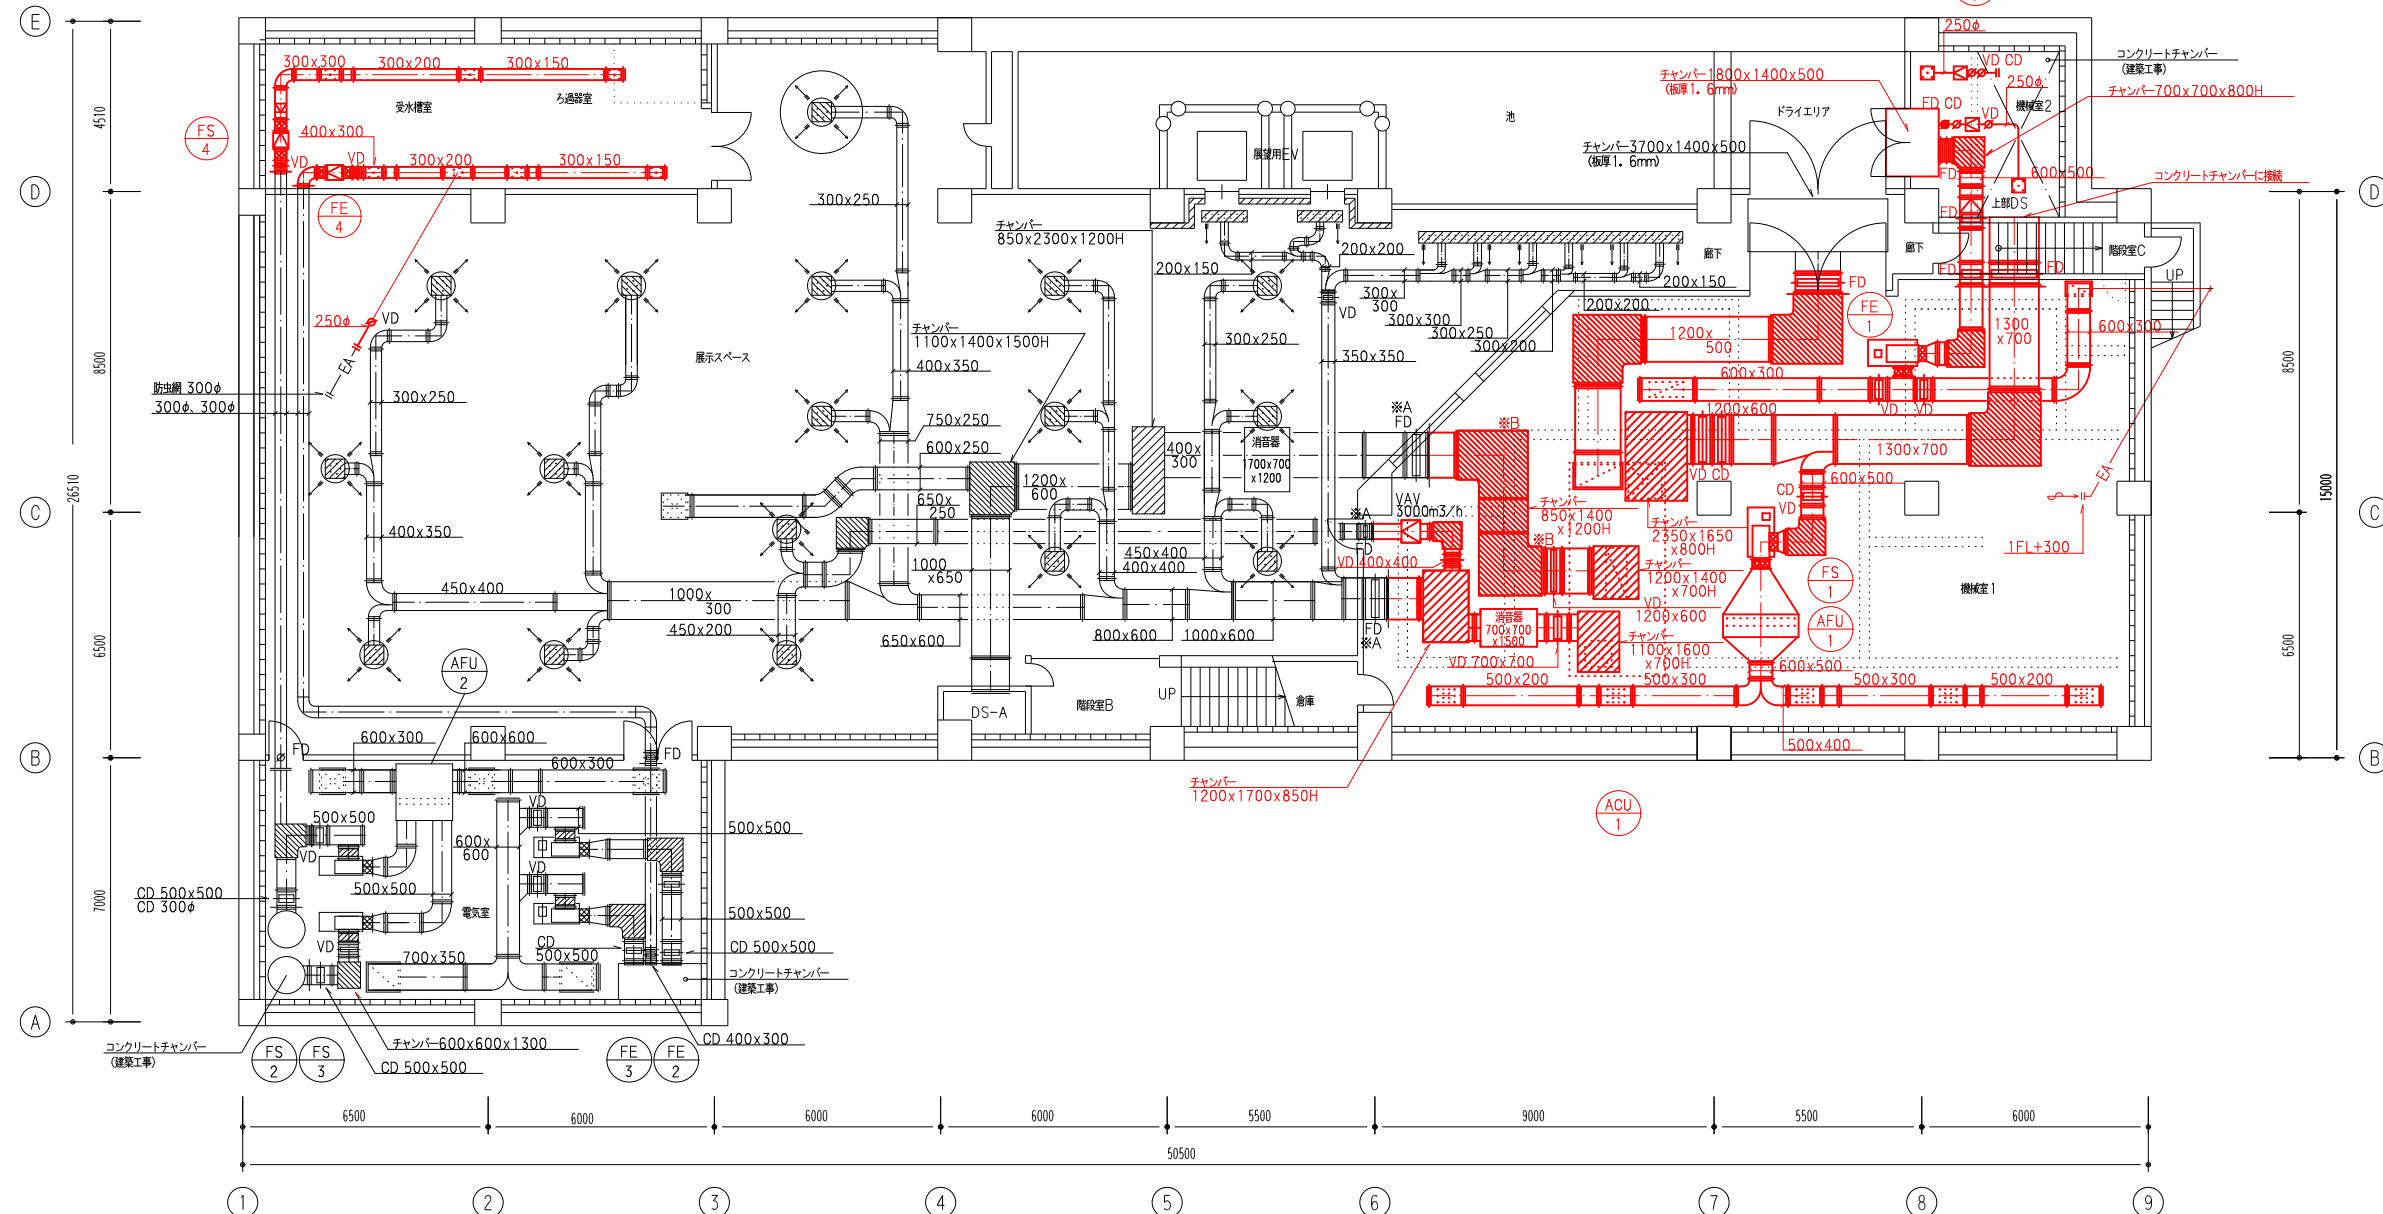 E
D
C
B
A
4510
8500
6500
7000
26510
300x300
300x200
300x150
受水槽室
ろ過器室
FS
4
400x300
VD
VD
300x200
300x150
FE
4
250φ
VD
EA
防虫網 300φ
300φ、300φ
300x250
展示スペース
400x350
450x400
300x250
チャンバー
850x2300x1200H
チャンバー
1100x1400x1500H
400x350
750x250
600x250
650x
250
1200x
600
1000
x650
1000x
300
450x200
650x600
800x600
1000x600
450x400
400x400
400x
300
消音器
1700x700
x1200
200x150
200x200
300x250
350x350
VD
展望用EV
池
300x
300
300x300
300x250
300x200
200x200
200x150
廊下
チャンバー1800x1400x500
(板厚1.6mm)
チャンバー3700x1400x500
(板厚1.6mm)
ドライエリア
250φ
VD CD
250φ
機械室2
FD CD
VD
コンクリートチャンバー
(建築工事)
チャンバー700x700x800H
FD
600x500
コンクリートチャンバーに接続
FD
上部DS
廊下
階段室C
UP
FD
FD
FD
FE
1
1200x
500
1300
x700
600x300
600x300
VD
VD
1200x600
1300x700
VD CD
600x500
CD
VD
EA
1FL+300
機械室1
※A
FD
※B
VAV
3000m3/h
※A
FD
VD 400x400
チャンバー
850x1400
x1200H
※B
チャンバー
2350x1650
x800H
チャンバー
1200x1400
x700H
VD
1200x600
FS
1
AFU
1
消音器
700x700
x1500
チャンバー
1100x1600
x700H
VD 700x700
FD
※A
600x500
500x200
500x300
500x300
500x200
500x400
チャンバー
1200x1700x850H
ACU
1
AFU
2
DS-A
階段室B
UP
倉庫
FD
600x300
600x600
600x300
FD
500x500
VD
600x
600
VD
VD
500x500
500x500
500x500
電気室
CD 500x500
CD 300φ
VD
700x350
CD
500x500
CD 500x500
コンクリートチャンバー
(建築工事)
コンクリートチャンバー
(建築工事)
FS
2
FS
3
チャンバー600x600x1300
CD 500x500
FE
3
FE
2
CD 400x300
D
C
B
8500
6500
15000
6500
6000
6000
6000
5500
9000
5500
6000
50500
1
2
3
4
5
6
7
8
9